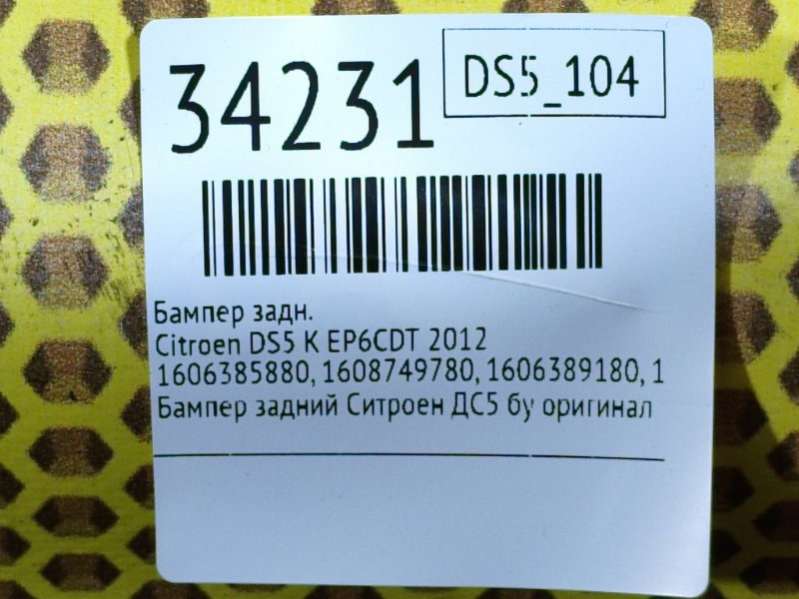 34231
DS5_104
Бампер задн.
Citroen DS5 K EP6CDT 2012
1606385880, 1608749780, 1606389180, 1
Бампер задний Ситроен ДС5 бу оригинал